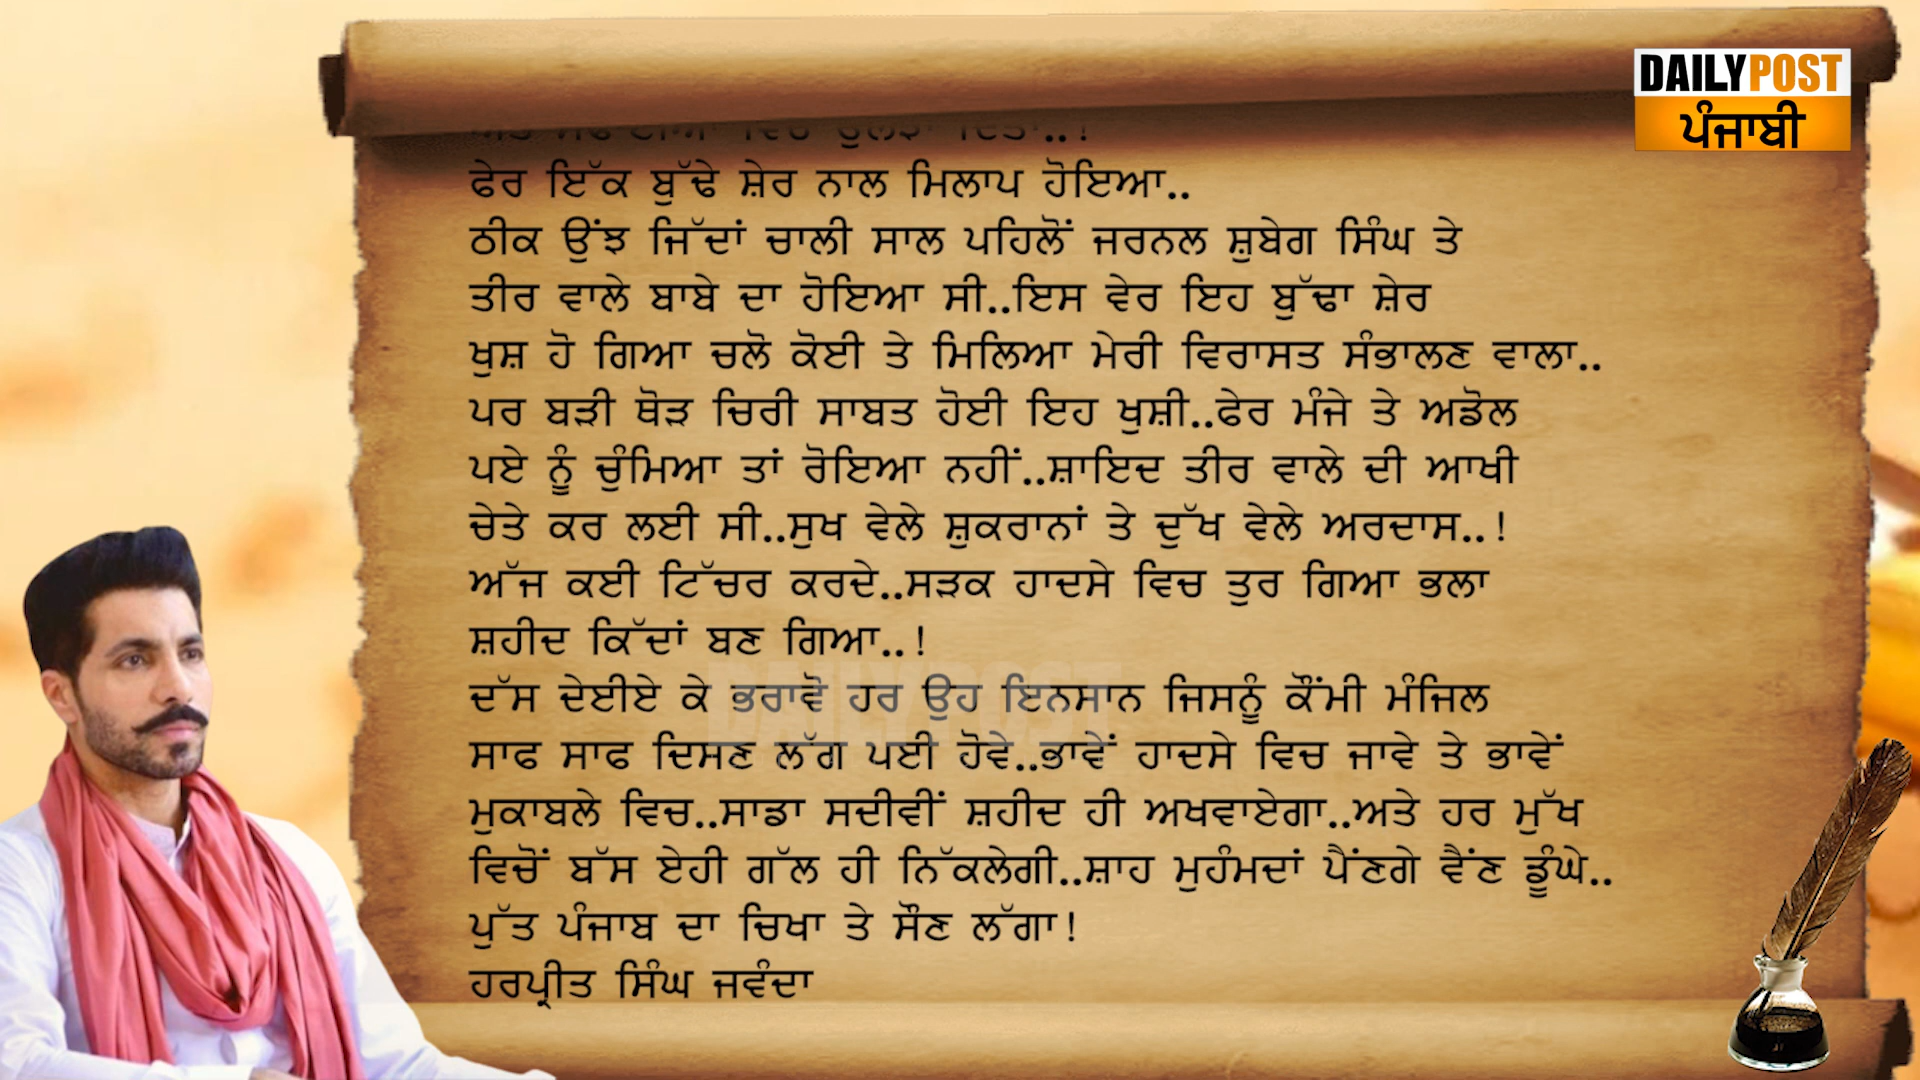 DAILYPOST
ਪੰਜਾਬੀ
ਫੇਰ ਇੱਕ ਬੁੱਢੇ ਸ਼ੇਰ ਨਾਲ ਮਿਲਾਪ ਹੋਇਆ..
ਠੀਕ ਉਂਝ ਜਿੱਦਾਂ ਚਾਲੀ ਸਾਲ ਪਹਿਲੋਂ ਜਰਨਲ ਸ਼ੁਬੇਗ ਸਿੰਘ ਤੇ
ਤੀਰ ਵਾਲੇ ਬਾਬੇ ਦਾ ਹੋਇਆ ਸੀ..ਇਸ ਵੇਰ ਇਹ ਬੁੱਢਾ ਸ਼ੇਰ
ਖੁਸ਼ ਹੋ ਗਿਆ ਚਲੋ ਕੋਈ ਤੇ ਮਿਲਿਆ ਮੇਰੀ ਵਿਰਾਸਤ ਸੰਭਾਲਣ ਵਾਲਾ..
ਪਰ ਬੜੀ ਥੋੜ ਚਿਰੀ ਸਾਬਤ ਹੋਈ ਇਹ ਖੁਸ਼ੀ..ਫੇਰ ਮੰਜੇ ਤੇ ਅਡੋਲ
ਪਏ ਨੂੰ ਚੁੰਮਿਆ ਤਾਂ ਰੋਇਆ ਨਹੀਂ..ਸ਼ਾਇਦ ਤੀਰ ਵਾਲੇ ਦੀ ਆਖੀ
ਚੇਤੇ ਕਰ ਲਈ ਸੀ..ਸੁਖ ਵੇਲੇ ਸ਼ੁਕਰਾਨਾਂ ਤੇ ਦੁੱਖ ਵੇਲੇ ਅਰਦਾਸ..!
ਅੱਜ ਕਈ ਟਿੱਚਰ ਕਰਦੇ..ਸੜਕ ਹਾਦਸੇ ਵਿਚ ਤੁਰ ਗਿਆ ਭਲਾ
ਸ਼ਹੀਦ ਕਿੱਦਾਂ ਬਣ ਗਿਆ..!
ਦੱਸ ਦੇਈਏ ਕੇ ਭਰਾਵੋ ਹਰ ਉਹ ਇਨਸਾਨ ਜਿਸਨੂੰ ਕੌਂਮੀ ਮੰਜਿਲ
ਸਾਫ ਸਾਫ ਦਿਸਣ ਲੱਗ ਪਈ ਹੋਵੇ..ਭਾਵੇਂ ਹਾਦਸੇ ਵਿਚ ਜਾਵੇ ਤੇ ਭਾਵੇਂ
ਮੁਕਾਬਲੇ ਵਿਚ..ਸਾਡਾ ਸਦੀਵੀਂ ਸ਼ਹੀਦ ਹੀ ਅਖਵਾਏਗਾ..ਅਤੇ ਹਰ ਮੁੱਖ
ਵਿਚੋਂ ਬੱਸ ਏਹੀ ਗੱਲ ਹੀ ਨਿੱਕਲੇਗੀ..ਸ਼ਾਹ ਮੁਹੰਮਦਾਂ ਪੈਂਣਗੇ ਵੈਂਣ ਡੂੰਘੇ..
ਪੁੱਤ ਪੰਜਾਬ ਦਾ ਚਿਖਾ ਤੇ ਸੌਣ ਲੱਗਾ!
ਹਰਪ੍ਰੀਤ ਸਿੰਘ ਜਵੰਦਾ
DAILYPOST